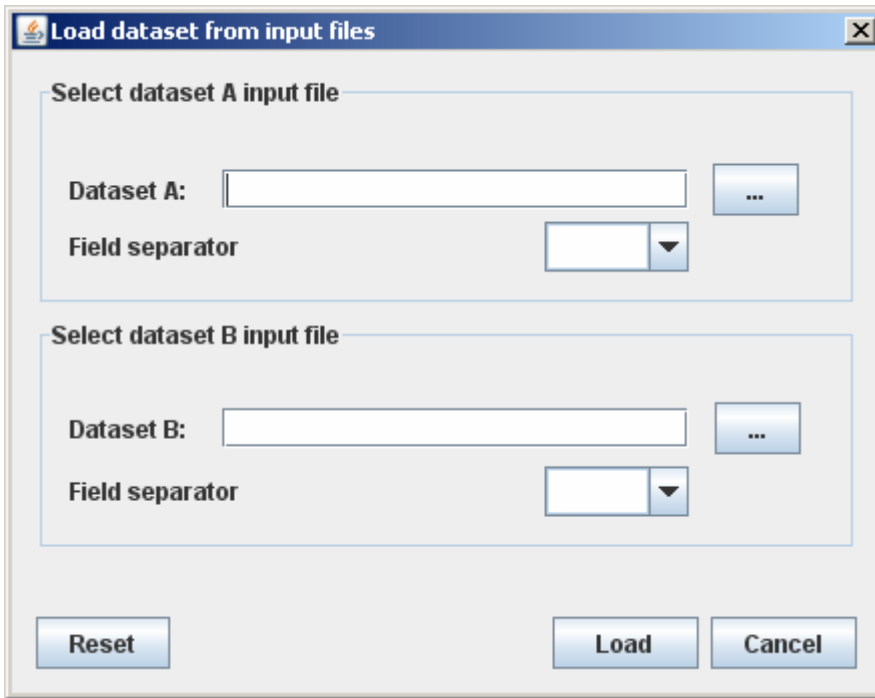 Load dataset from input files
Select dataset A input file
Dataset A: ...
Field separator
Select dataset B input file
Dataset B: ...
Field separator
Reset Load Cancel